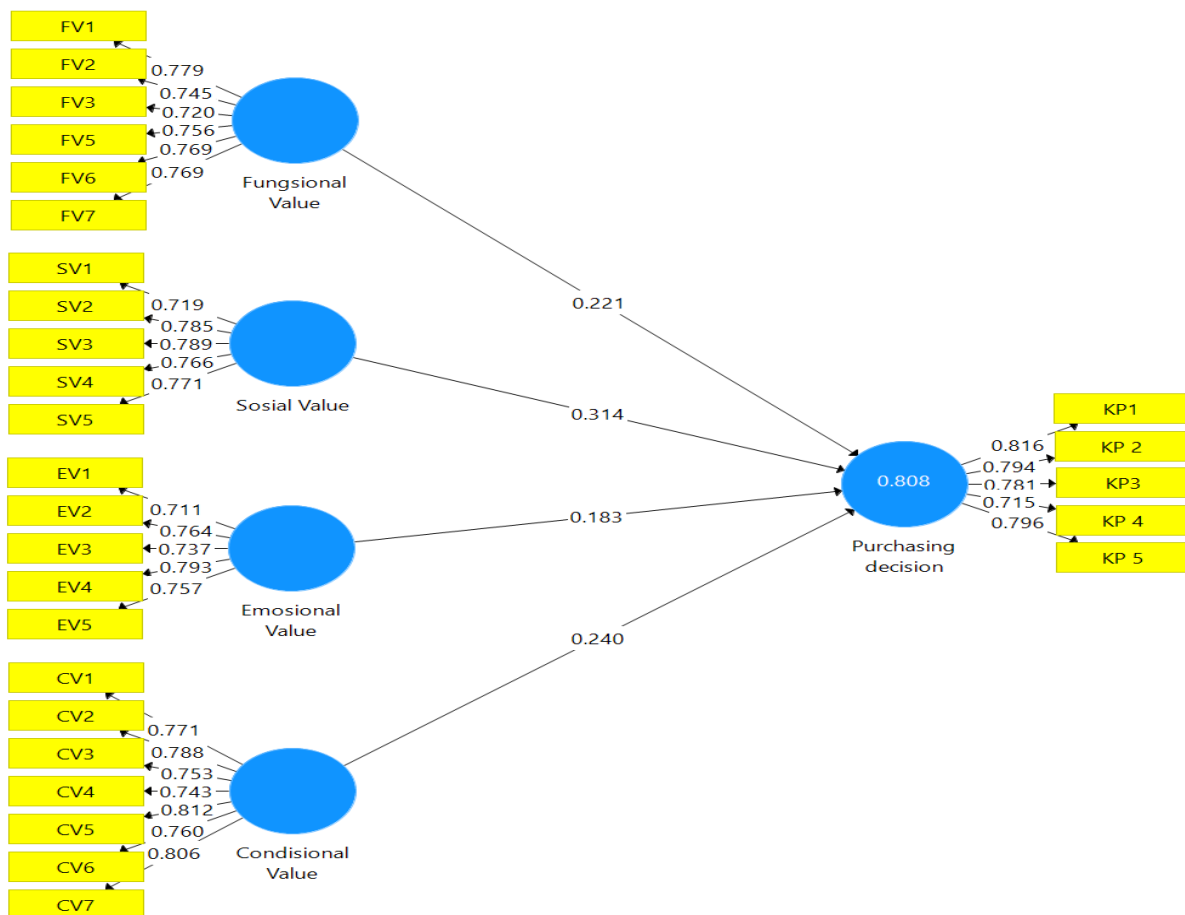 FV1
FV2
FV3
FV5
FV6
FV7
0.779
0.745
0.720
0.756
0.769
0.769
Fungsional
Value
SV1
SV2
SV3
SV4
SV5
0.719
0.785
0.789
0.766
0.771
Sosial Value
EV1
EV2
EV3
EV4
EV5
0.711
0.764
0.737
0.793
0.757
Emosional
Value
CV1
CV2
CV3
CV4
CV5
CV6
CV7
0.771
0.788
0.753
0.743
0.812
0.760
0.806
Condisional
Value
0.221
0.314
0.183
0.240
0.808
Purchasing
decision
0.816
0.794
0.781
0.715
0.796
KP1
KP 2
KP3
KP 4
KP 5